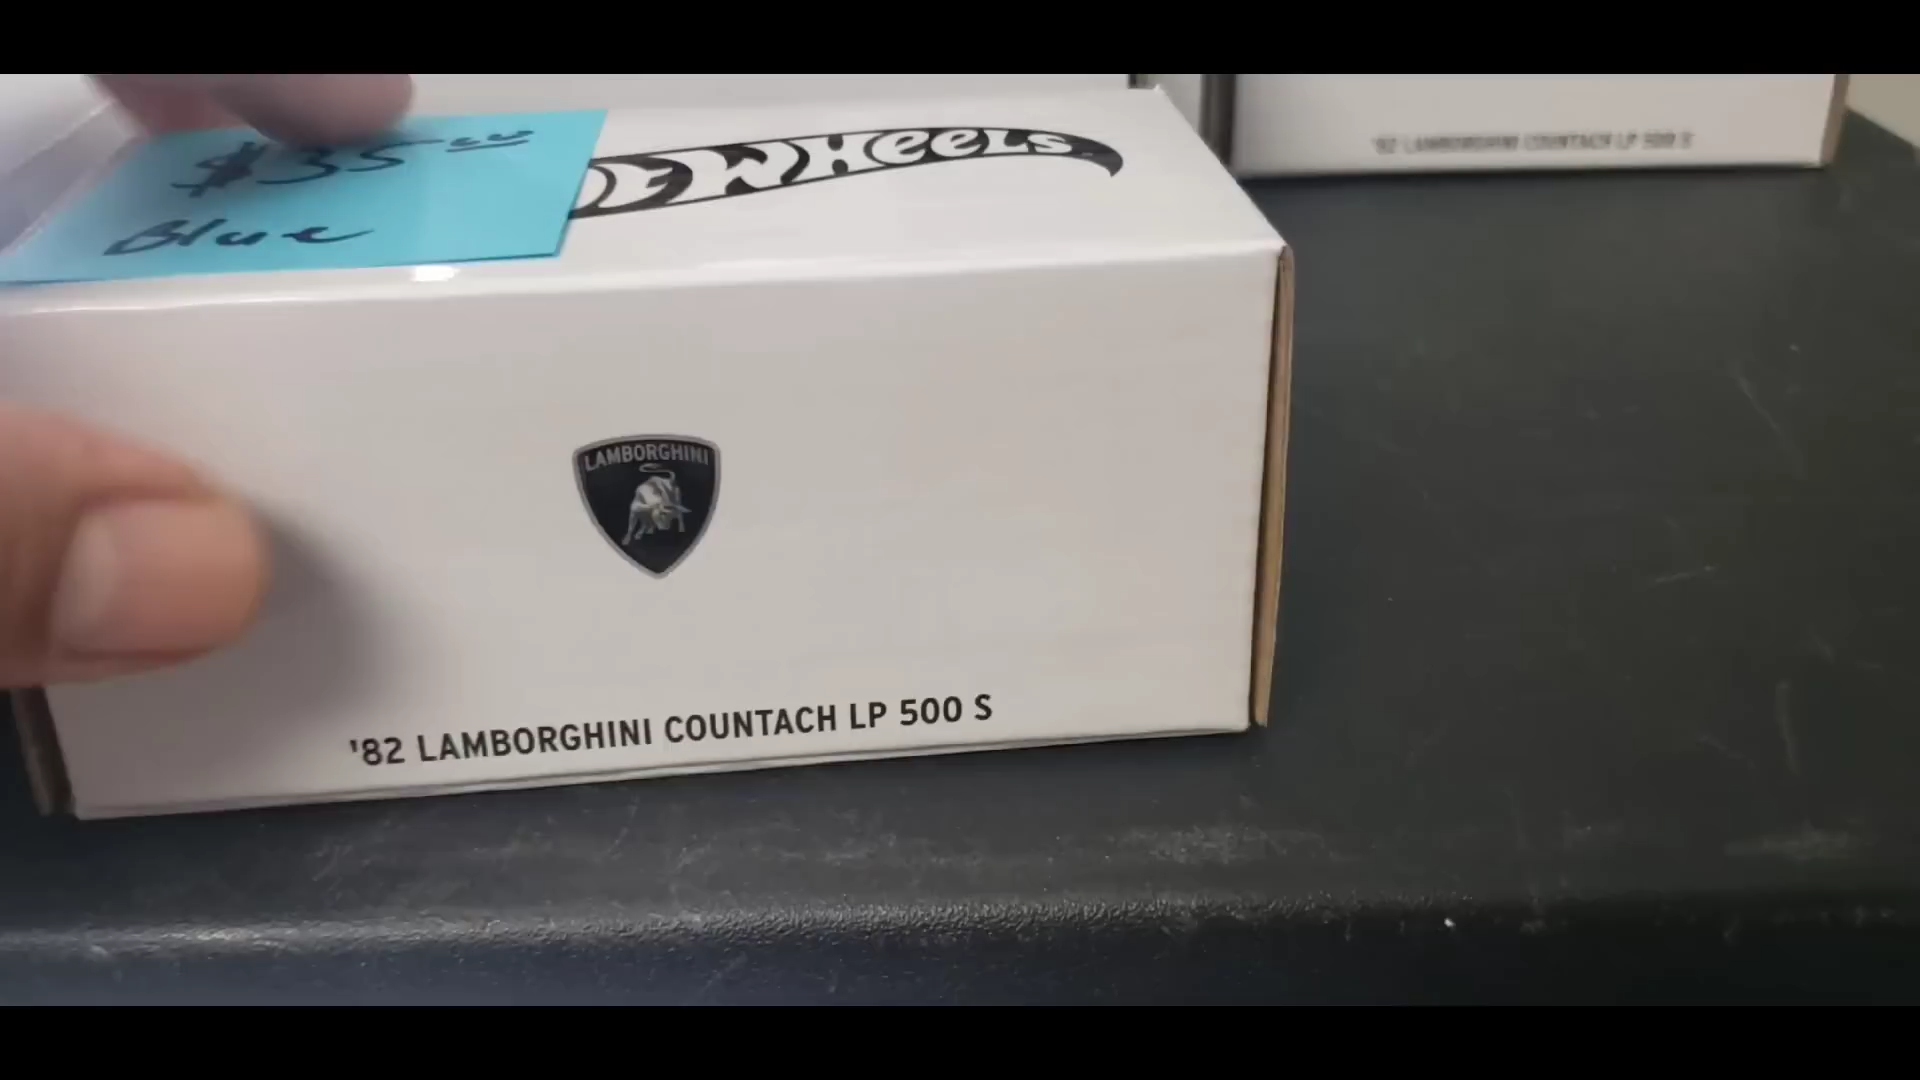 $35.00
Blue
WHeeLS
LAMBORGHINI
'82 LAMBORGHINI COUNTACH LP 500 S
'82 LAMBORGHINI COUNTACH LP 500 S